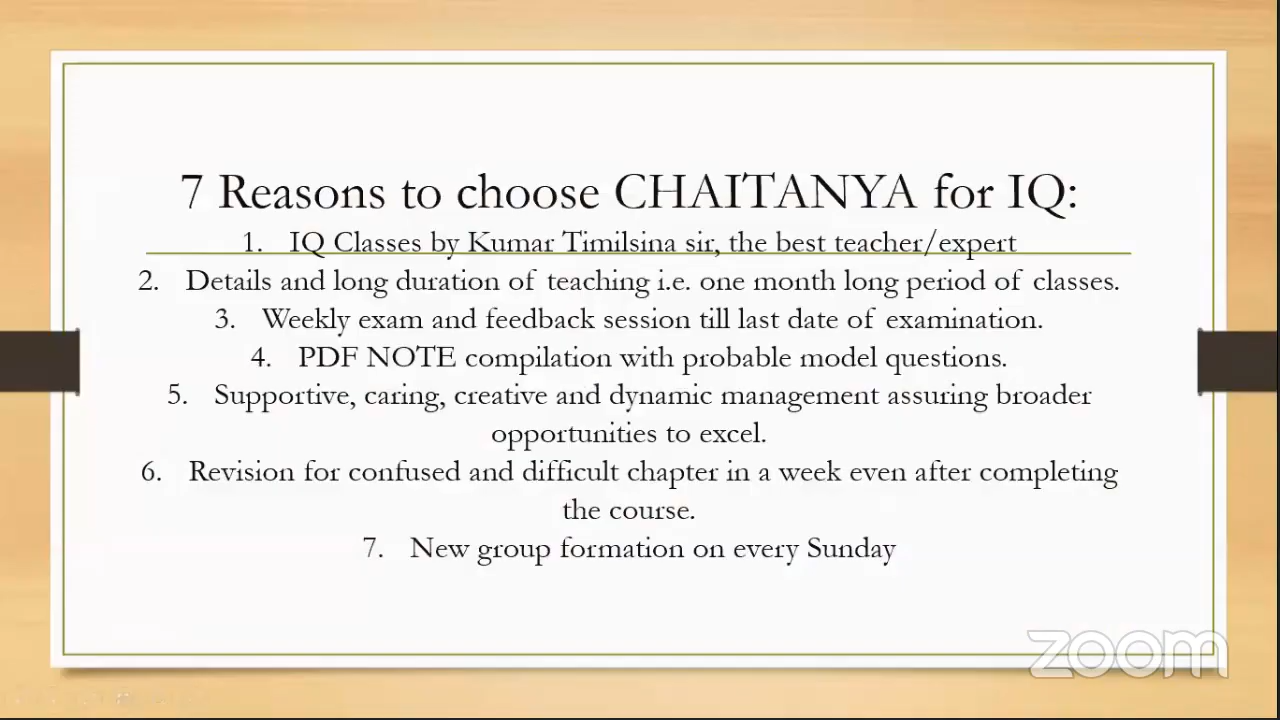 7 Reasons to choose CHAITANYA for IQ:
1. IQ Classes by Kumar Timilsina sir, the best teacher/expert
2. Details and long duration of teaching i.e. one month long period of classes.
3. Weekly exam and feedback session till last date of examination.
4. PDF NOTE compilation with probable model questions.
5. Supportive, caring, creative and dynamic management assuring broader
opportunities to excel.
6. Revision for confused and difficult chapter in a week even after completing
the course.
7. New group formation on every Sunday
zoom